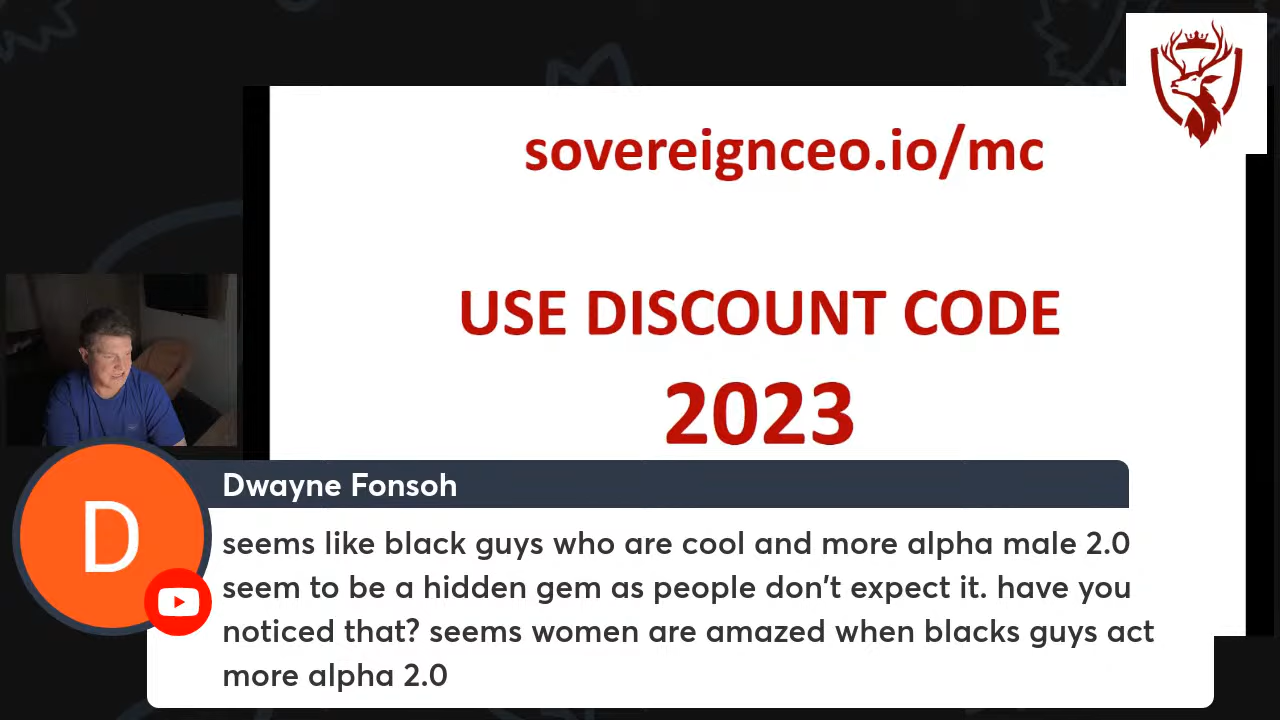 sovereignceo.io/mc
USE DISCOUNT CODE
2023
D
Dwayne Fonsoh
seems like black guys who are cool and more alpha male 2.0
seem to be a hidden gem as people don't expect it. have you
noticed that? seems women are amazed when blacks guys act
more alpha 2.0